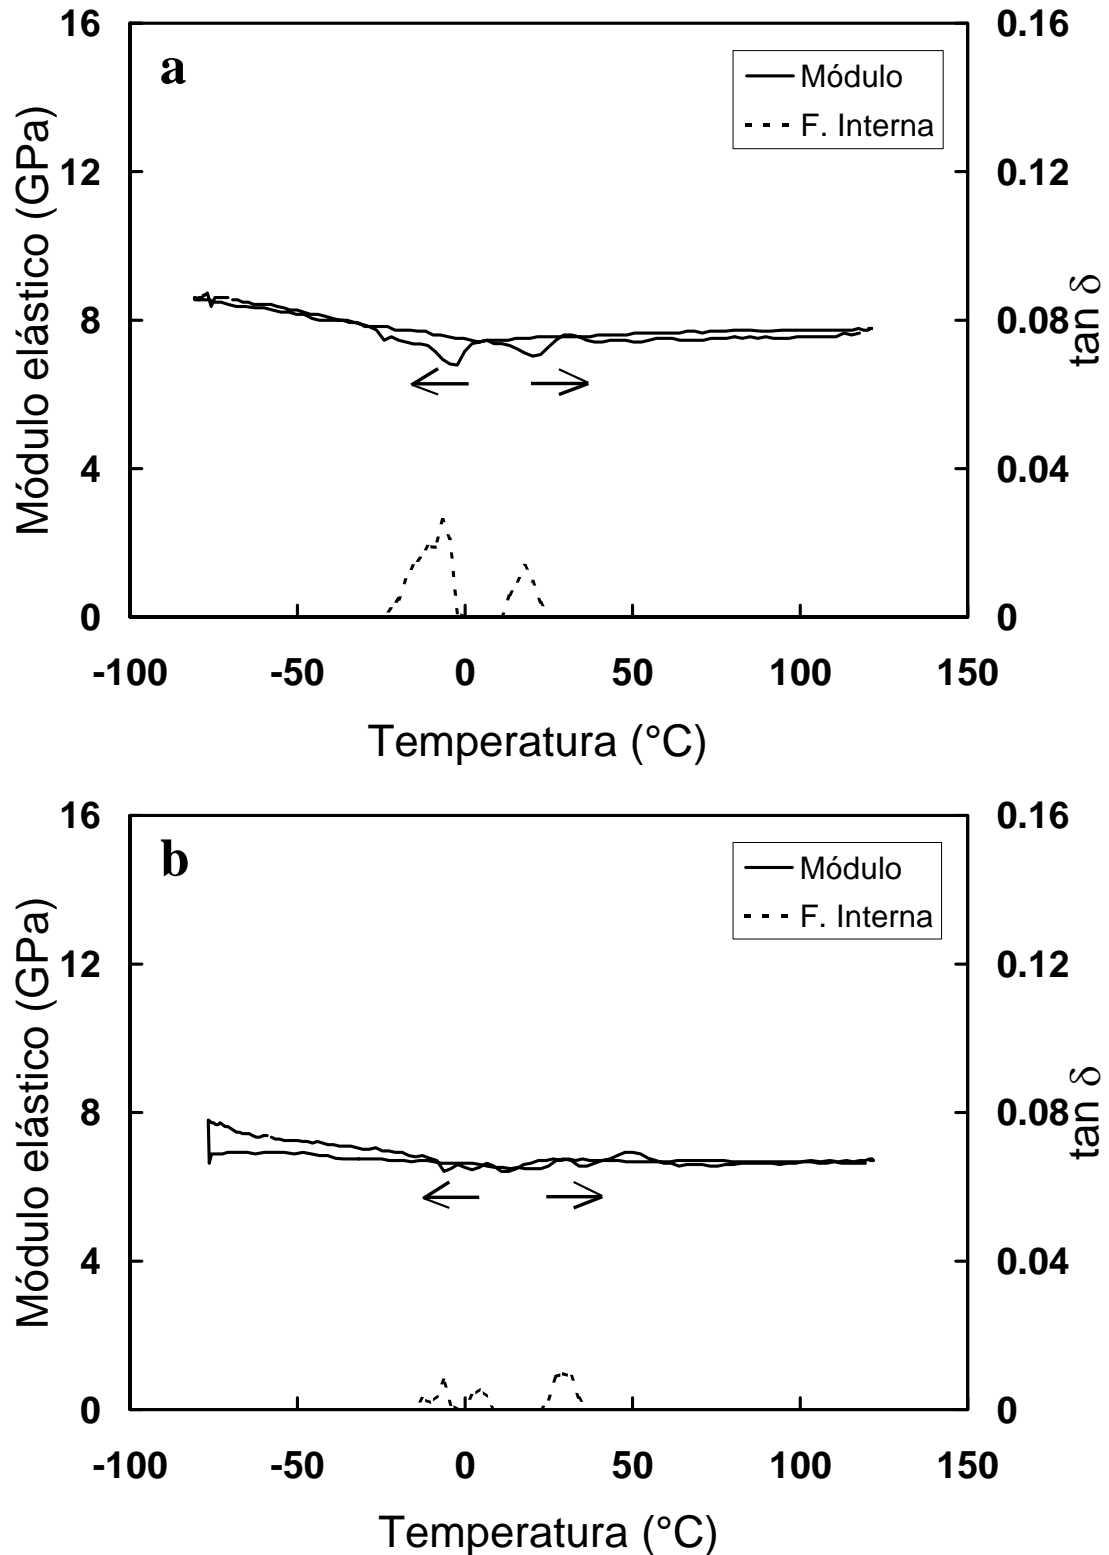 a
16 0.16
Módulo
F. Interna
12 0.12
8 0.08
4 0.04
0 0
Módulo elástico (GPa)
tan δ
-100 -50 0 50 100 150
Temperatura (°C)
b
16 0.16
Módulo
F. Interna
12 0.12
8 0.08
4 0.04
0 0
Módulo elástico (GPa)
tan δ
-100 -50 0 50 100 150
Temperatura (°C)